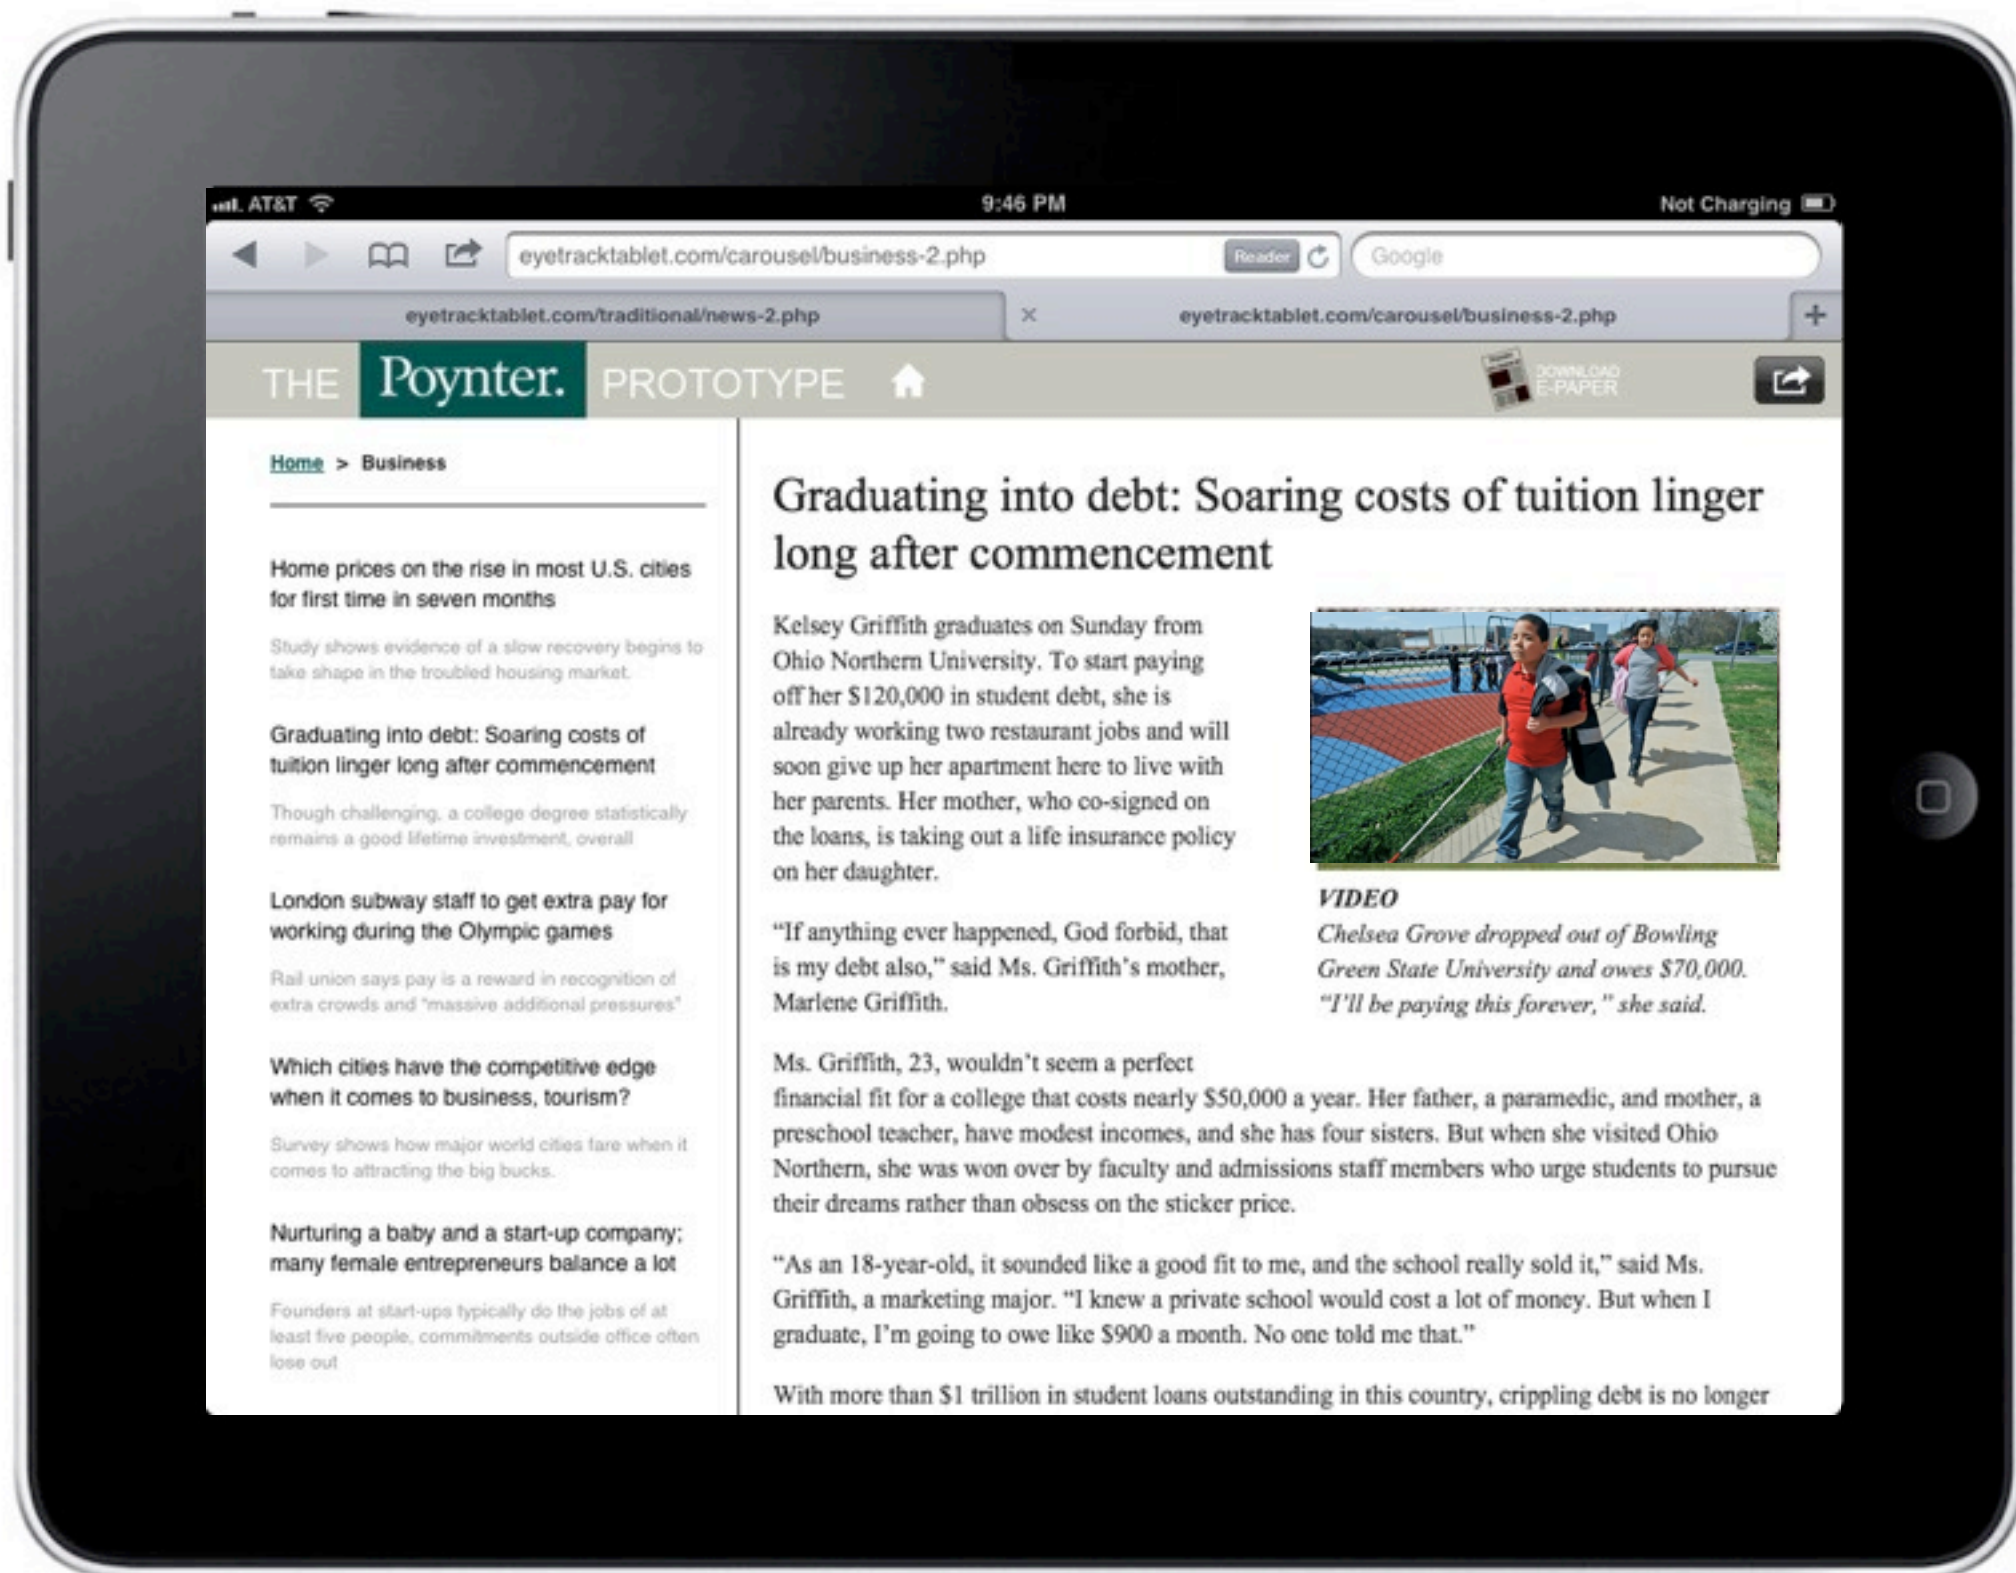 AT&T
9:46 PM
Not Charging
eyetracktablet.com/carousel/business-2.php
Reader
Google
eyetracktablet.com/traditional/news-2.php
eyetracktablet.com/carousel/business-2.php
THE Poynter. PROTOTYPE
DOWNLOAD
E-PAPER
Home > Business
Home prices on the rise in most U.S. cities
for first time in seven months
Study shows evidence of a slow recovery begins to
take shape in the troubled housing market.
Graduating into debt: Soaring costs of
tuition linger long after commencement
Though challenging, a college degree statistically
remains a good lifetime investment, overall
London subway staff to get extra pay for
working during the Olympic games
Rail union says pay is a reward in recognition of
extra crowds and "massive additional pressures"
Which cities have the competitive edge
when it comes to business, tourism?
Survey shows how major world cities fare when it
comes to attracting the big bucks.
Nurturing a baby and a start-up company;
many female entrepreneurs balance a lot
Founders at start-ups typically do the jobs of at
least five people, commitments outside office often
lose out
Graduating into debt: Soaring costs of tuition linger
long after commencement
Kelsey Griffith graduates on Sunday from
Ohio Northern University. To start paying
off her $120,000 in student debt, she is
already working two restaurant jobs and will
soon give up her apartment here to live with
her parents. Her mother, who co-signed on
the loans, is taking out a life insurance policy
on her daughter.
“If anything ever happened, God forbid, that
is my debt also,” said Ms. Griffith’s mother,
Marlene Griffith.
VIDEO
Chelsea Grove dropped out of Bowling
Green State University and owes $70,000.
“I’ll be paying this forever,” she said.
Ms. Griffith, 23, wouldn’t seem a perfect
financial fit for a college that costs nearly $50,000 a year. Her father, a paramedic, and mother, a
preschool teacher, have modest incomes, and she has four sisters. But when she visited Ohio
Northern, she was won over by faculty and admissions staff members who urge students to pursue
their dreams rather than obsess on the sticker price.
“As an 18-year-old, it sounded like a good fit to me, and the school really sold it,” said Ms.
Griffith, a marketing major. “I knew a private school would cost a lot of money. But when I
graduate, I’m going to owe like $900 a month. No one told me that.”
With more than $1 trillion in student loans outstanding in this country, crippling debt is no longer